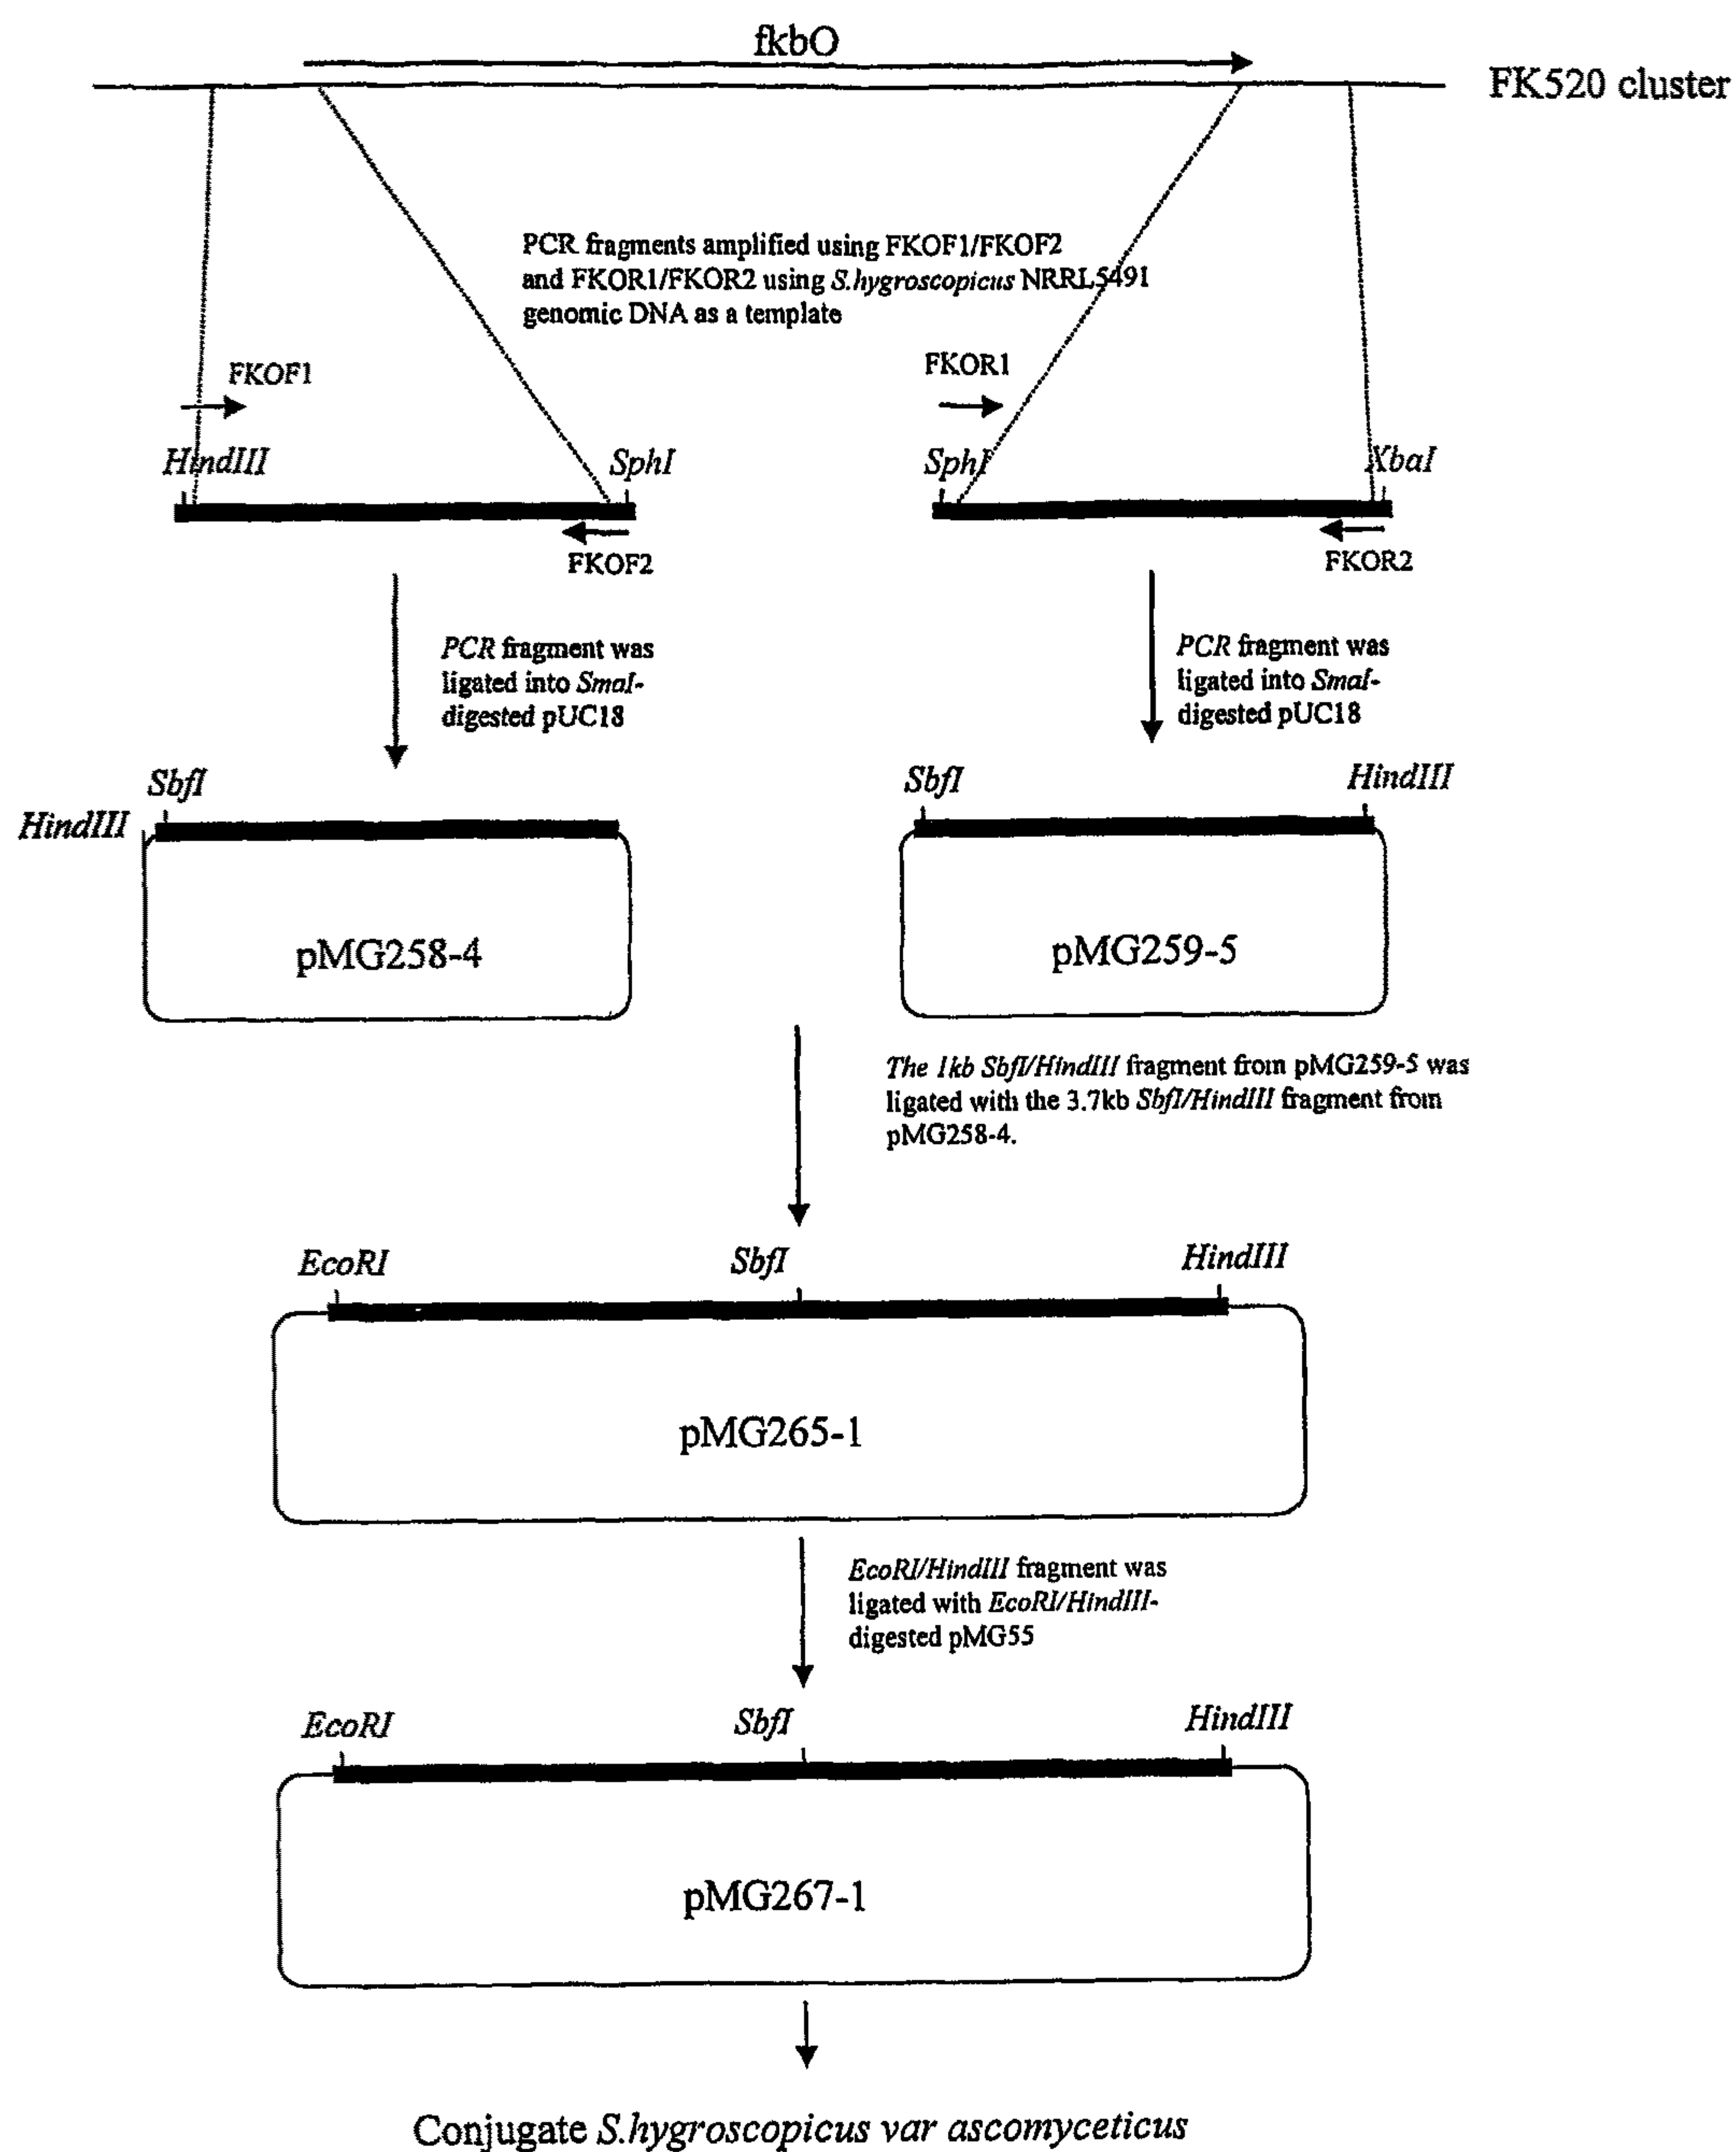 fkbO
FK520 cluster
PCR fragments amplified using FKOF1/FKOF2
and FKOR1/FKOR2 using S.hygroscopicus NRRL5491
genomic DNA as a template
FKOF1
FKOR1
HindIII
SphI
SphI
XbaI
FKOF2
FKOR2
PCR fragment was
ligated into SmaI-
digested pUC18
PCR fragment was
ligated into SmaI-
digested pUC18
SbfI
HindIII
SbfI
HindIII
pMG258-4
pMG259-5
The 1kb SbfI/HindIII fragment from pMG259-5 was
ligated with the 3.7kb SbfI/HindIII fragment from
pMG258-4.
EcoRI
SbfI
HindIII
pMG265-1
EcoRI/HindIII fragment was
ligated with EcoRI/HindIII-
digested pMG55
EcoRI
SbfI
HindIII
pMG267-1
Conjugate S.hygroscopicus var ascomyceticus